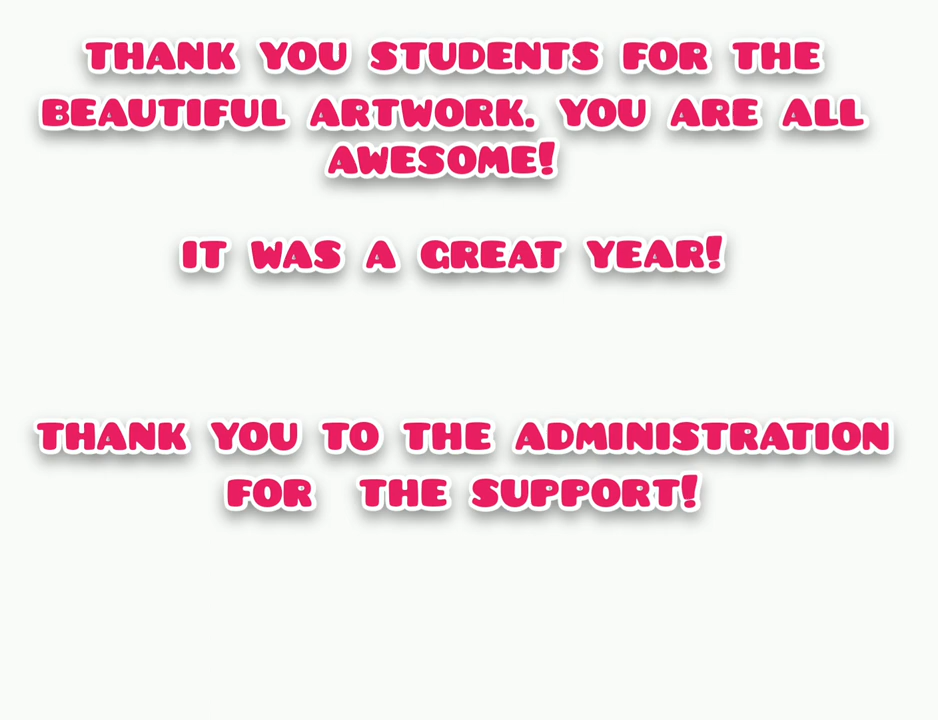 THANK YOU STUDENTS FOR THE
BEAUTIFUL ARTWORK. YOU ARE ALL
AWESOME!
IT WAS A GREAT YEAR!
THANK YOU TO THE ADMINISTRATION
FOR THE SUPPORT!